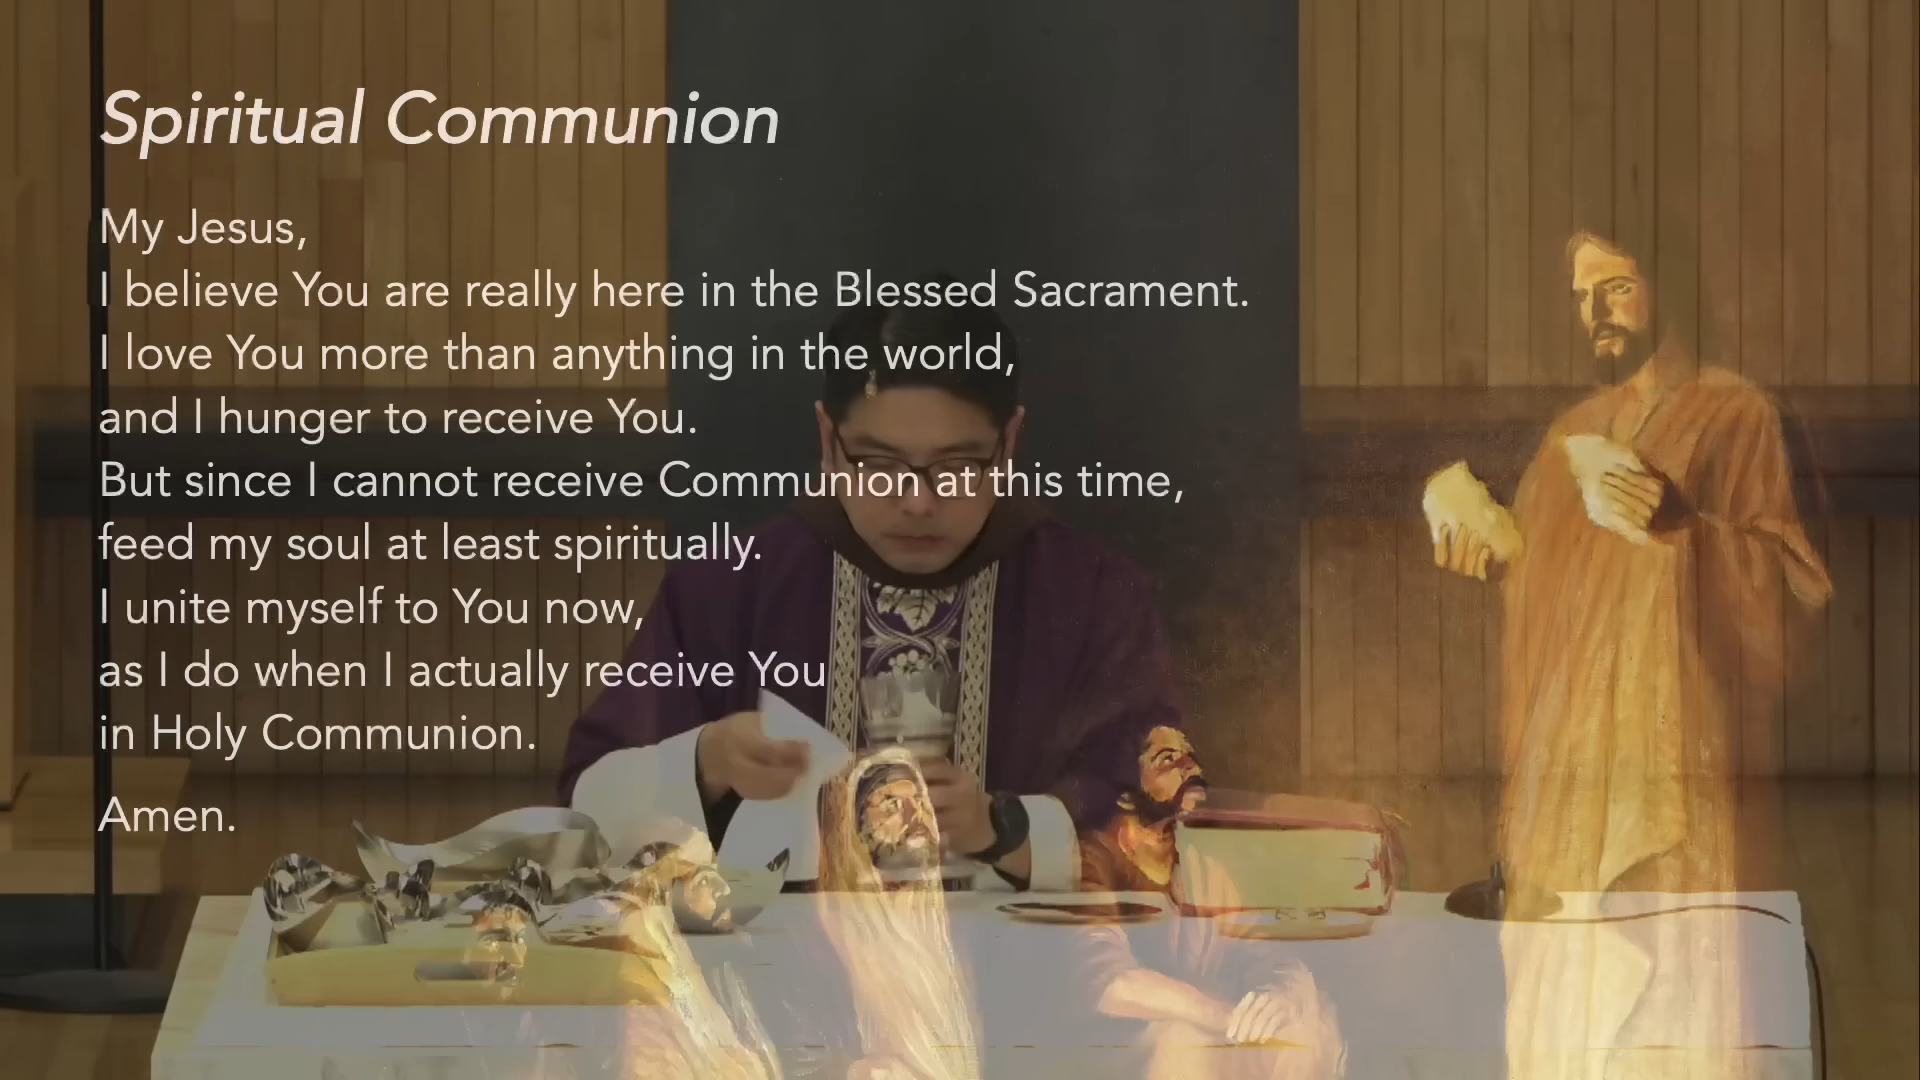 Spiritual Communion
My Jesus,
I believe You are really here in the Blessed Sacrament.
I love You more than anything in the world,
and I hunger to receive You.
But since I cannot receive Communion at this time,
feed my soul at least spiritually.
I unite myself to You now,
as I do when I actually receive You
in Holy Communion.
Amen.